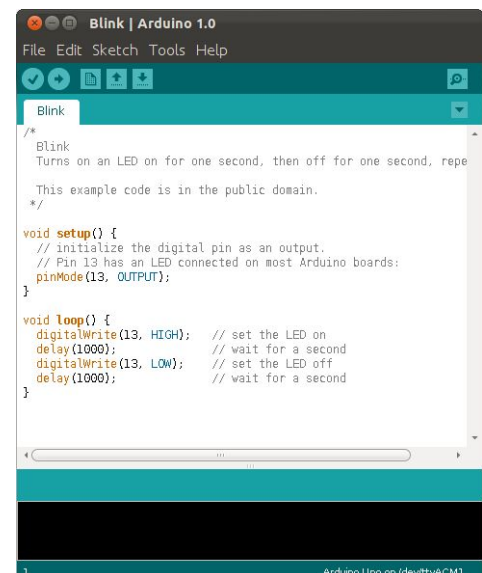 Blink | Arduino 1.0
File Edit Sketch Tools Help
Blink
/*
  Blink
  Turns on an LED on for one second, then off for one second, repe

  This example code is in the public domain.
 */

void setup() {
  // initialize the digital pin as an output.
  // Pin 13 has an LED connected on most Arduino boards:
  pinMode(13, OUTPUT);
}

void loop() {
  digitalWrite(13, HIGH);   // set the LED on
  delay(1000);              // wait for a second
  digitalWrite(13, LOW);    // set the LED off
  delay(1000);              // wait for a second
}
1 Arduino Uno on /dev/ttyACM1